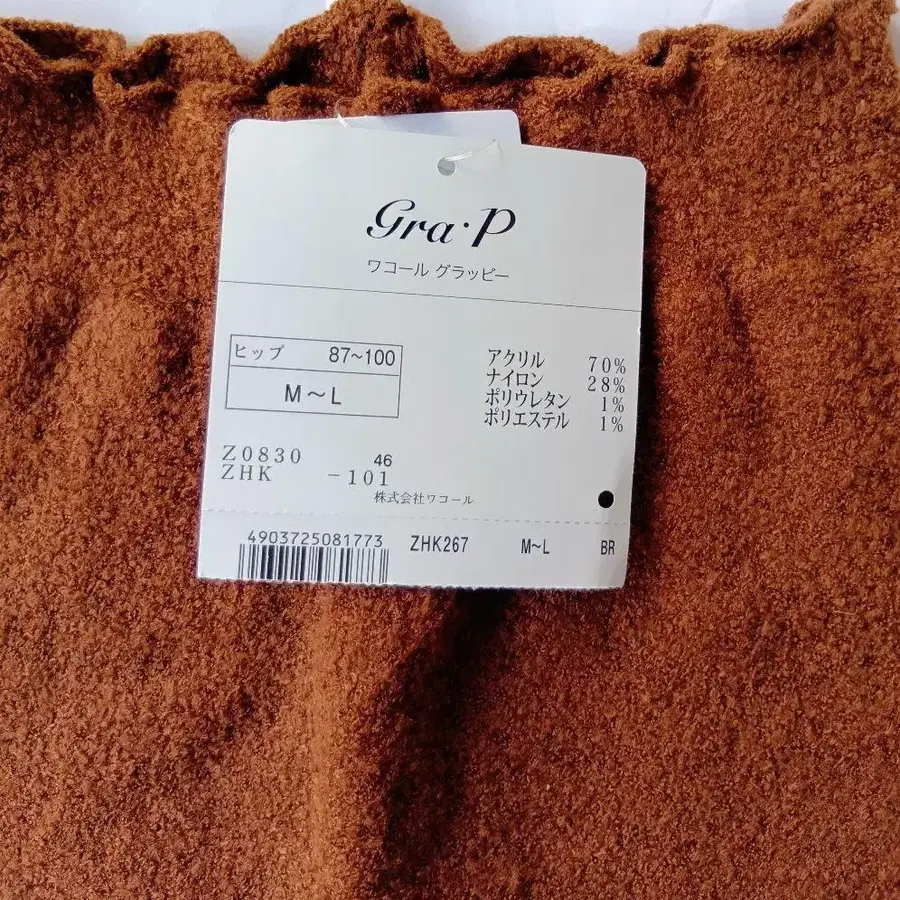 Gra・P
ワコール グラッピー
ヒップ 87~100
M~L
アクリル 70%
ナイロン 28%
ポリウレタン 1%
ポリエステル 1%
Z0830 46
ZHK -101
株式会社ワコール
4903725081773 ZHK267 M~L BR